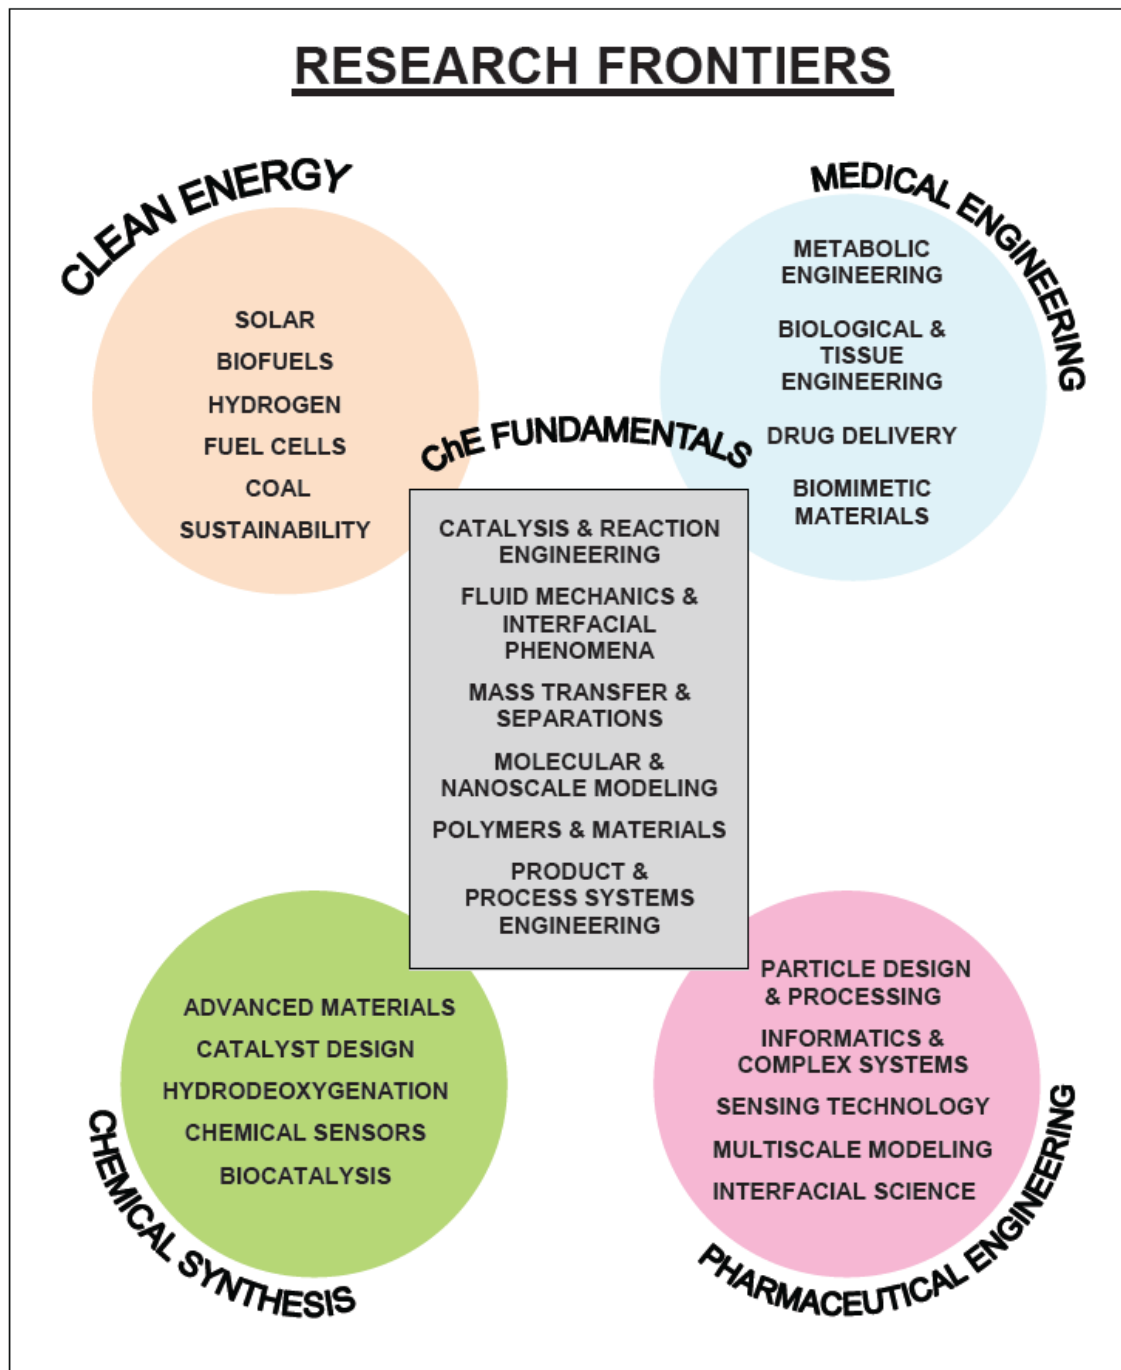 RESEARCH FRONTIERS
CLEAN ENERGY
SOLAR
BIOFUELS
HYDROGEN
FUEL CELLS
COAL
SUSTAINABILITY
MEDICAL ENGINEERING
METABOLIC
ENGINEERING
BIOLOGICAL &
TISSUE
ENGINEERING
DRUG DELIVERY
BIOMIMETIC
MATERIALS
ChE FUNDAMENTALS
CATALYSIS & REACTION
ENGINEERING
FLUID MECHANICS &
INTERFACIAL
PHENOMENA
MASS TRANSFER &
SEPARATIONS
MOLECULAR &
NANOSCALE MODELING
POLYMERS & MATERIALS
PRODUCT &
PROCESS SYSTEMS
ENGINEERING
ADVANCED MATERIALS
CATALYST DESIGN
HYDRODEOXYGENATION
CHEMICAL SENSORS
BIOCATALYSIS
CHEMICAL SYNTHESIS
PARTICLE DESIGN
& PROCESSING
INFORMATICS &
COMPLEX SYSTEMS
SENSING TECHNOLOGY
MULTISCALE MODELING
INTERFACIAL SCIENCE
PHARMACEUTICAL ENGINEERING